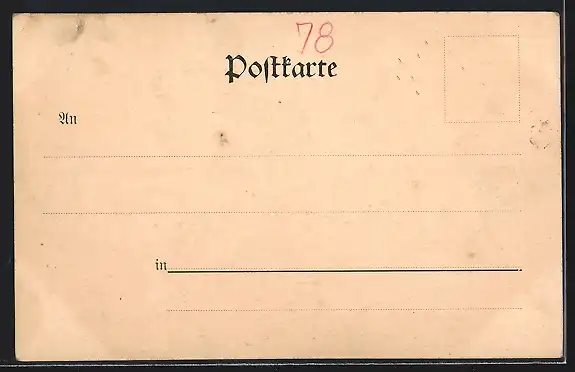 78
Postkarte
An
in